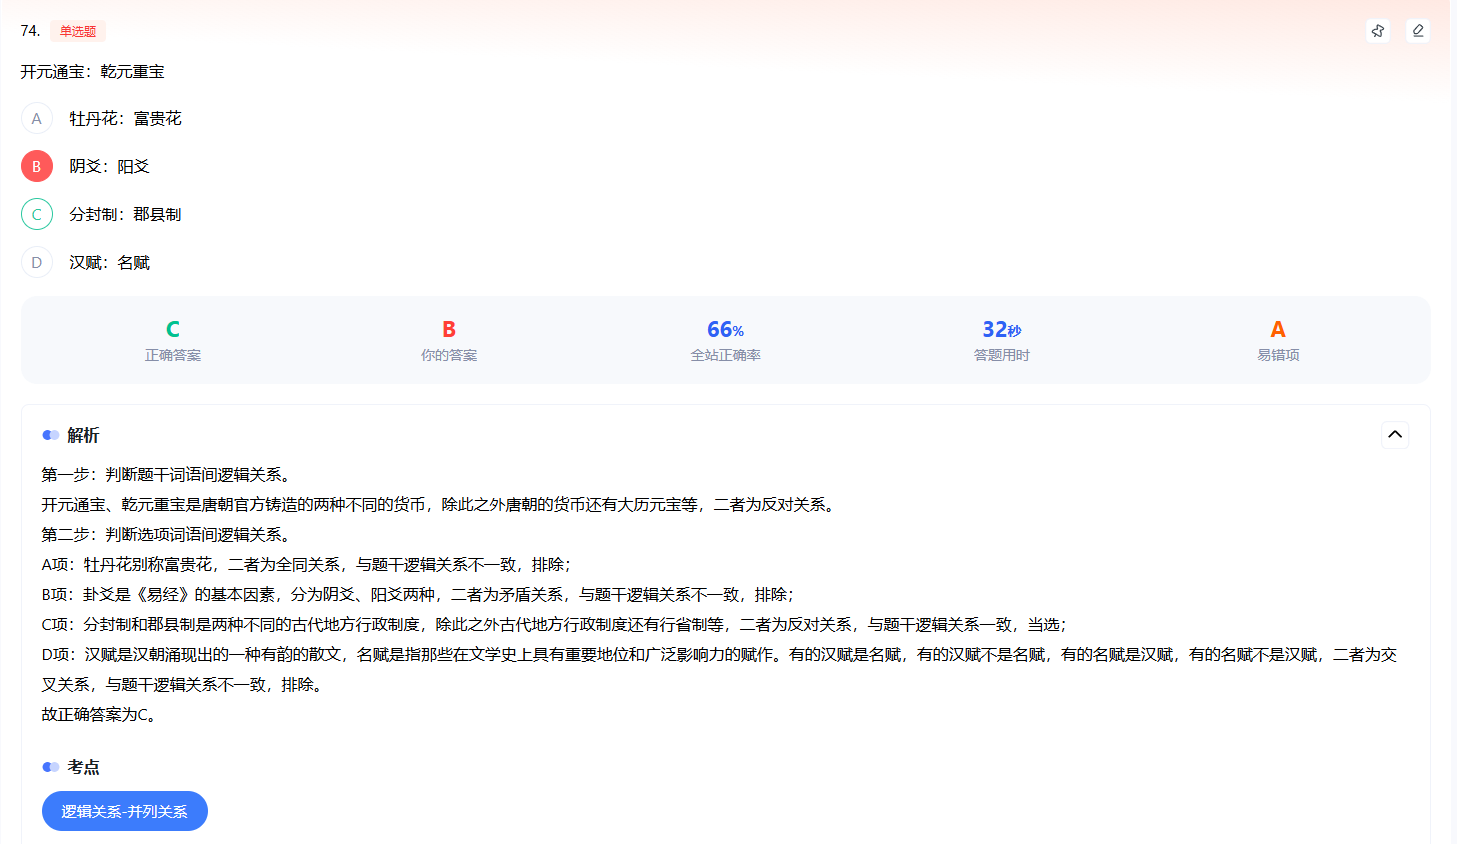 74. 单选题
开元通宝：乾元重宝
A 牡丹花：富贵花
B 阴爻：阳爻
C 分封制：郡县制
D 汉赋：名赋
C B 66% 32秒 A
正确答案 你的答案 全站正确率 答题用时 易错项
解析
第一步：判断题干词语间逻辑关系。
开元通宝、乾元重宝是唐朝官方铸造的两种不同的货币，除此之外唐朝的货币还有大历元宝等，二者为反对关系。
第二步：判断选项词语间逻辑关系。
A项：牡丹花别称富贵花，二者为全同关系，与题干逻辑关系不一致，排除；
B项：卦爻是《易经》的基本因素，分为阴爻、阳爻两种，二者为矛盾关系，与题干逻辑关系不一致，排除；
C项：分封制和郡县制是两种不同的古代地方行政制度，除此之外古代地方行政制度还有行省制等，二者为反对关系，与题干逻辑关系一致，当选；
D项：汉赋是汉朝涌现出的一种有韵的散文，名赋是指那些在文学史上具有重要地位和广泛影响力的赋作。有的汉赋是名赋，有的汉赋不是名赋，有的名赋是汉赋，有的名赋不是汉赋，二者为交
叉关系，与题干逻辑关系不一致，排除。
故正确答案为C。
考点
逻辑关系-并列关系